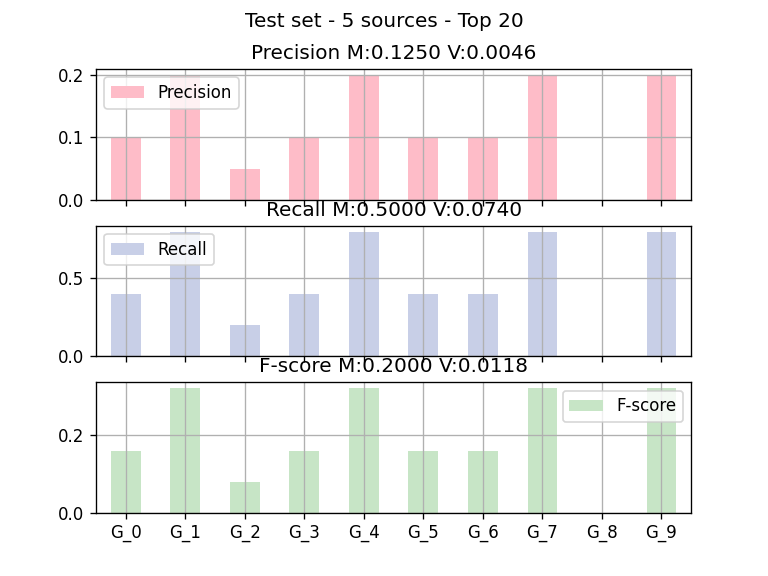 Test set - 5 sources - Top 20
Precision M:0.1250 V:0.0046
0.2
Precision
0.1
0.0
Recall M:0.5000 V:0.0740
Recall
0.5
0.0
F-score M:0.2000 V:0.0118
F-score
0.2
0.0
G_0 G_1 G_2 G_3 G_4 G_5 G_6 G_7 G_8 G_9